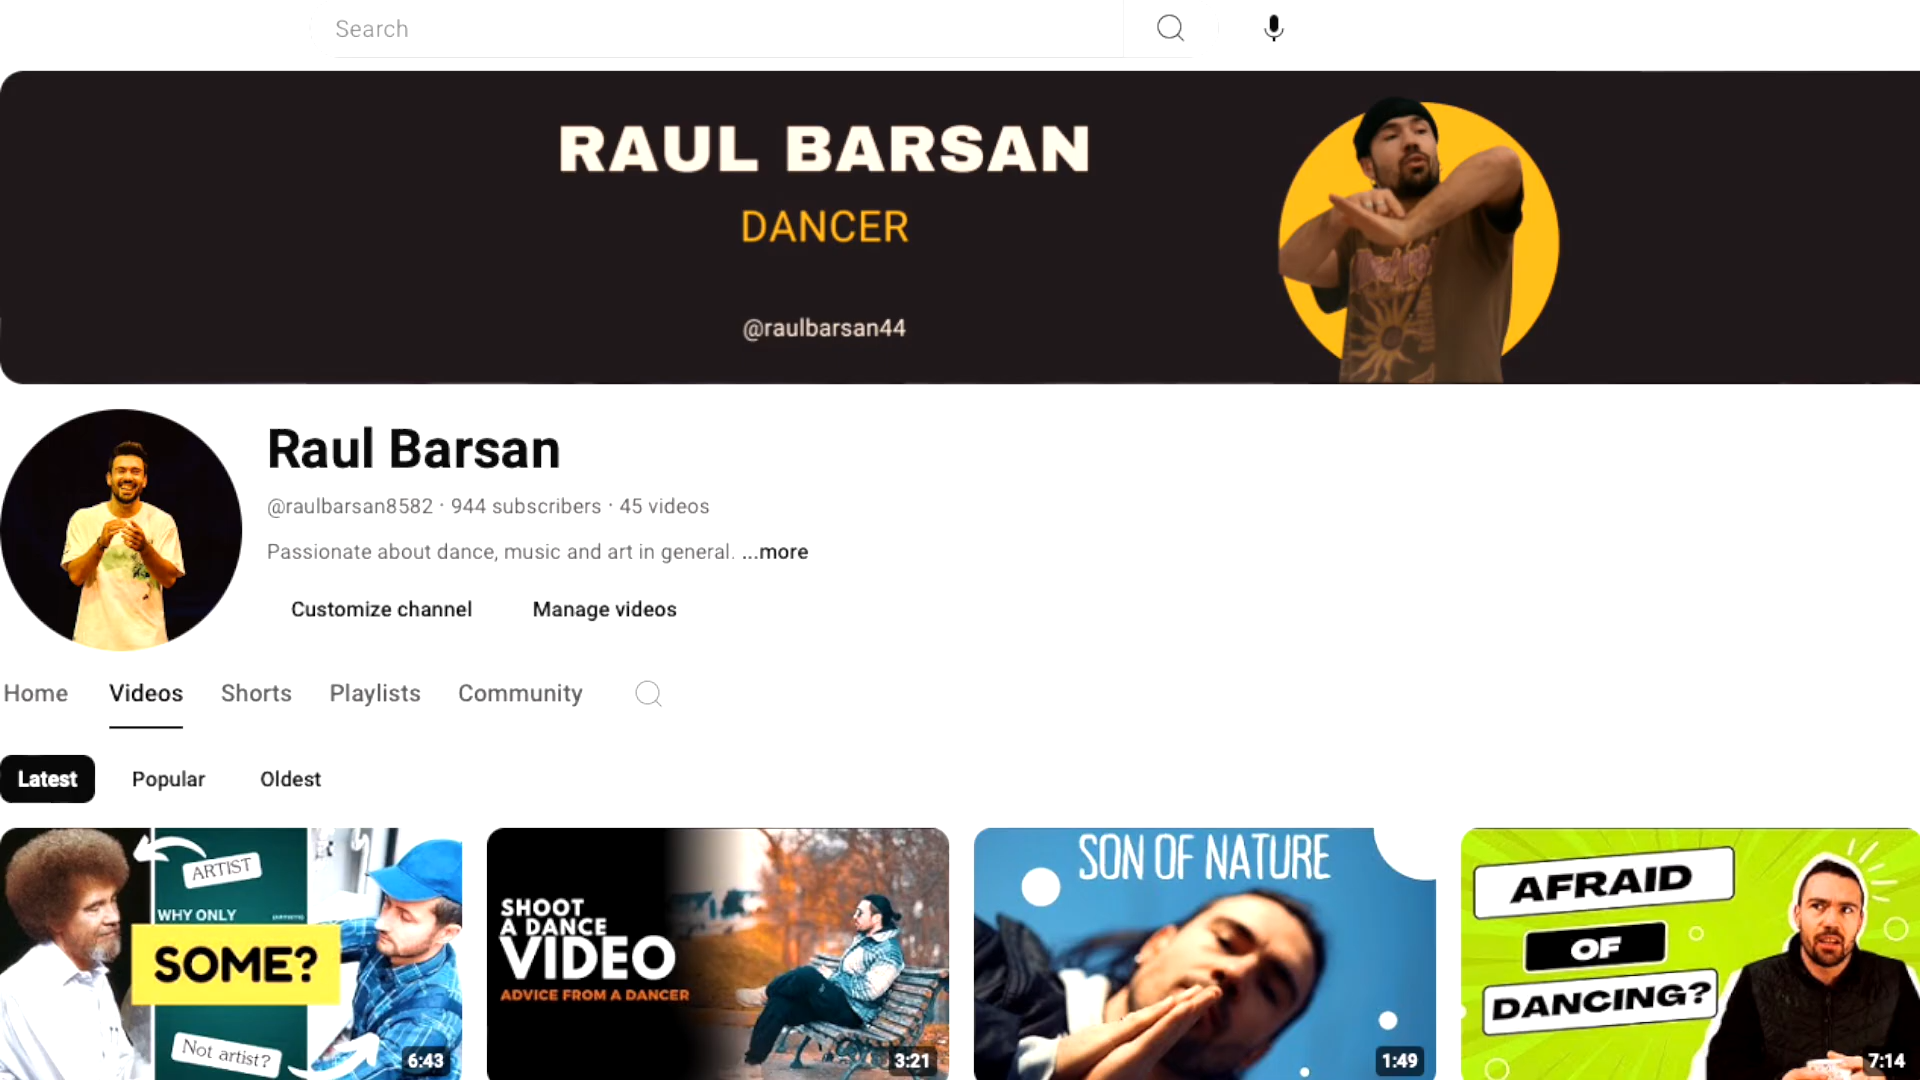 Search
RAUL BARSAN
DANCER
@raulbarsan44
Raul Barsan
@raulbarsan8582 · 944 subscribers · 45 videos
Passionate about dance, music and art in general. ...more
Customize channel Manage videos
Home Videos Shorts Playlists Community
Latest Popular Oldest
ARTIST
WHY ONLY
SOME?
Not artist?
6:43
SHOOT
A DANCE
VIDEO
ADVICE FROM A DANCER
3:21
SON OF NATURE
1:49
AFRAID
OF
DANCING?
7:14